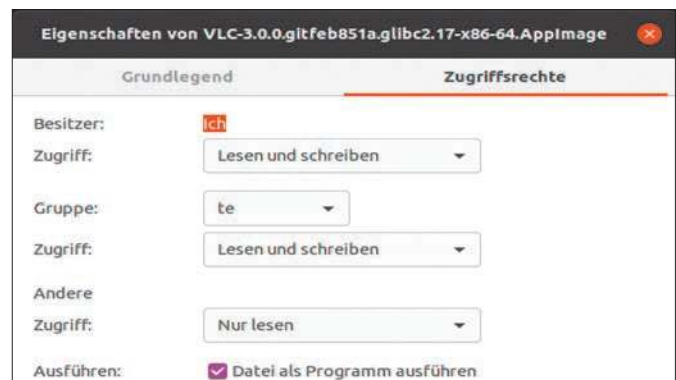 Eigenschaften von VLC-3.0.0.gitfeb851a.glibc2.17-x86-64.AppImage
Grundlegend Zugriffsrechte
Besitzer: Ich
Zugriff: Lesen und schreiben
Gruppe: te
Zugriff: Lesen und schreiben
Andere
Zugriff: Nur lesen
Ausführen: Datei als Programm ausführen